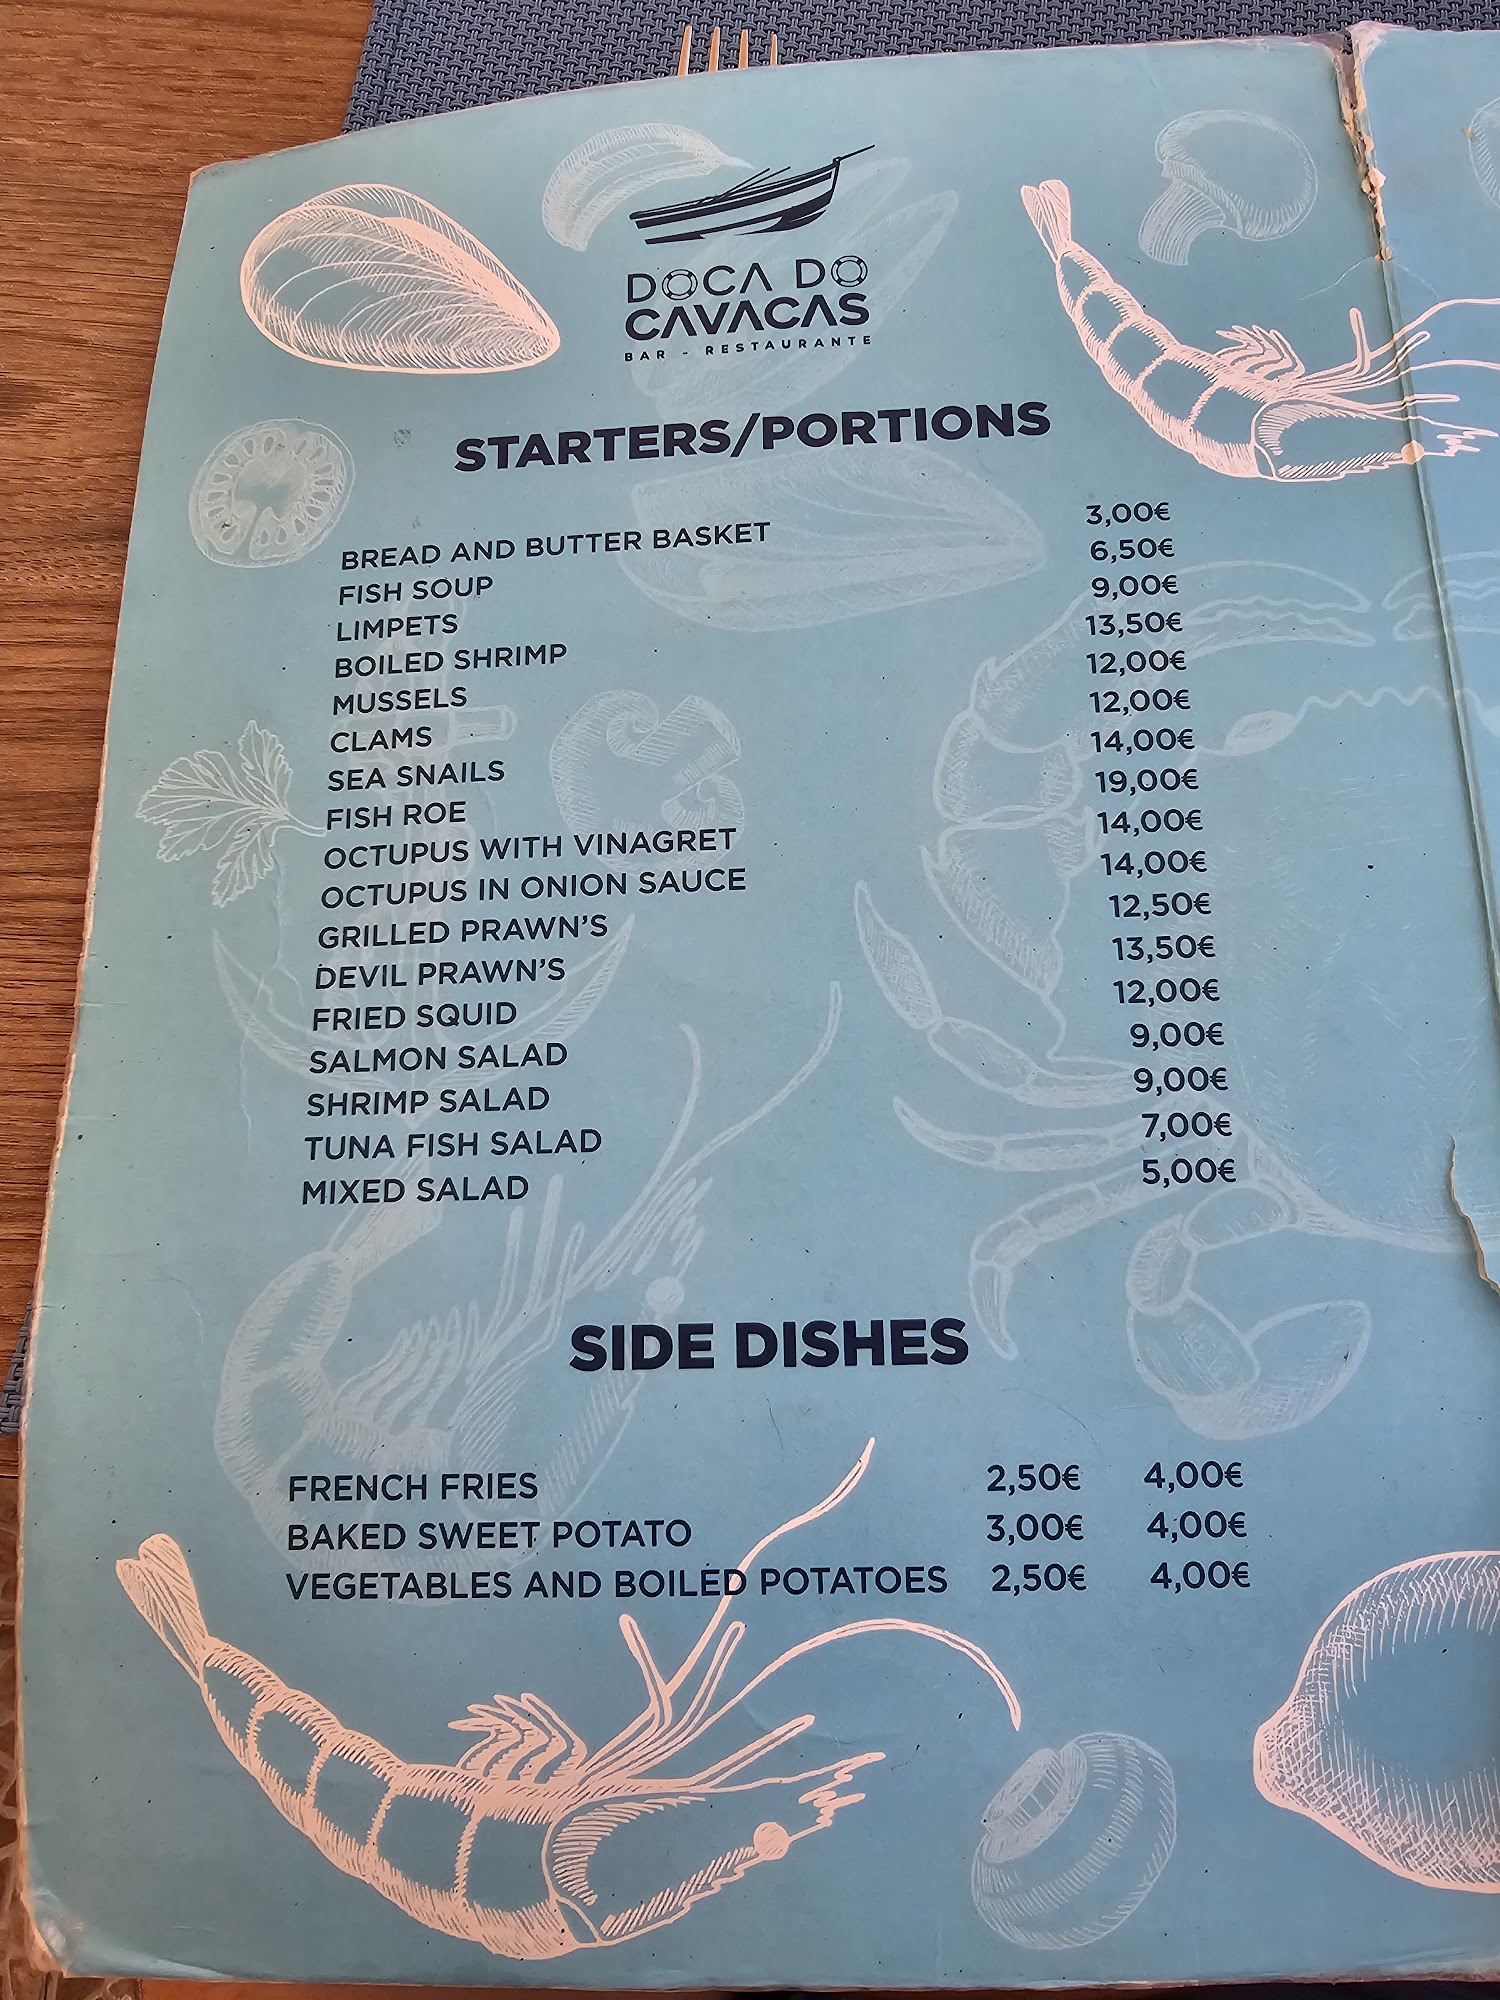 DOCA DO
CAVACAS
BAR - RESTAURANTE
STARTERS/PORTIONS
BREAD AND BUTTER BASKET 3,00€
FISH SOUP 6,50€
LIMPETS 9,00€
BOILED SHRIMP 13,50€
MUSSELS 12,00€
CLAMS 12,00€
SEA SNAILS 14,00€
FISH ROE 19,00€
OCTUPUS WITH VINAGRET 14,00€
OCTUPUS IN ONION SAUCE 14,00€
GRILLED PRAWN'S 12,50€
DEVIL PRAWN'S 13,50€
FRIED SQUID 12,00€
SALMON SALAD 9,00€
SHRIMP SALAD 9,00€
TUNA FISH SALAD 7,00€
MIXED SALAD 5,00€
SIDE DISHES
FRENCH FRIES 2,50€ 4,00€
BAKED SWEET POTATO 3,00€ 4,00€
VEGETABLES AND BOILED POTATOES 2,50€ 4,00€